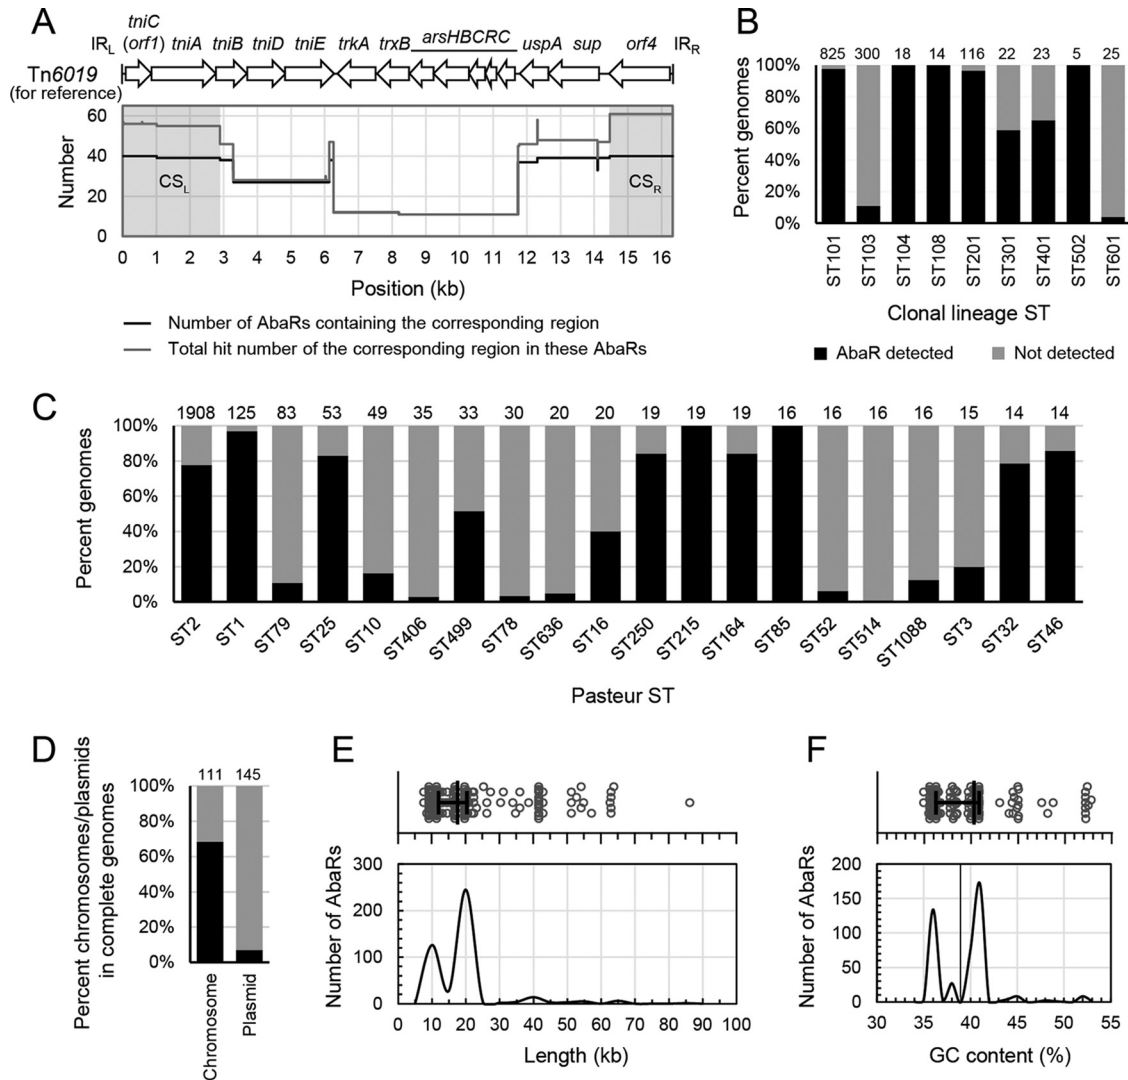 A
tniC
(orf1) tniA tniB tniD tniE trkA trxB arsHBCRC uspA sup orf4
IRL IRR
Tn6019
(for reference)
60
40
20
0
Number
CSL CSR
0 1 2 3 4 5 6 7 8 9 10 11 12 13 14 15 16
Position (kb)
Number of AbaRs containing the corresponding region
Total hit number of the corresponding region in these AbaRs
B
825 300 18 14 116 22 23 5 25
100%
80%
60%
40%
20%
0%
Percent genomes
ST101 ST103 ST104 ST108 ST201 ST301 ST401 ST502 ST601
Clonal lineage ST
AbaR detected Not detected
C
1908 125 83 53 49 35 33 30 20 20 19 19 19 16 16 16 16 15 14 14
100%
80%
60%
40%
20%
0%
Percent genomes
ST2 ST1 ST79 ST25 ST10 ST406 ST499 ST78 ST636 ST16 ST250 ST215 ST164 ST85 ST52 ST514 ST1088 ST3 ST32 ST46
Pasteur ST
D
111 145
100%
80%
60%
40%
20%
0%
Percent chromosomes/plasmids
in complete genomes
Chromosome Plasmid
E
300
200
100
0
Number of AbaRs
0 10 20 30 40 50 60 70 80 90 100
Length (kb)
F
200
150
100
50
0
Number of AbaRs
30 35 40 45 50 55
GC content (%)